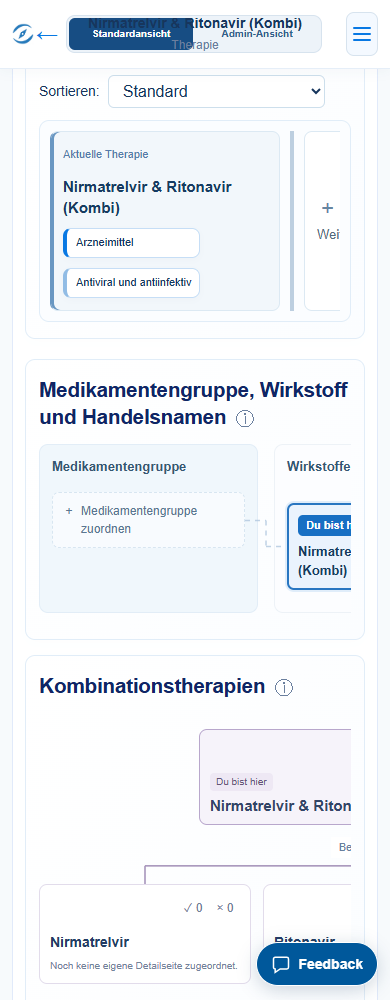 Nirmatrelvir & Ritonavir (Kombi)
Standardansicht
Admin-Ansicht
Therapie
Sortieren:
Standard
Aktuelle Therapie
Nirmatrelvir & Ritonavir
(Kombi)
Arzneimittel
Antiviral und antiinfektiv
+
Wei
Medikamentengruppe, Wirkstoff
und Handelsnamen ⓘ
Medikamentengruppe
+ Medikamentengruppe
zuordnen
Wirkstoffe
Du bist h
Nirmatre
(Kombi)
Kombinationstherapien ⓘ
Du bist hier
Nirmatrelvir & Riton
Be
✓ 0 × 0
Nirmatrelvir
Noch keine eigene Detailseite zugeordnet.
Ritonavir
Feedback